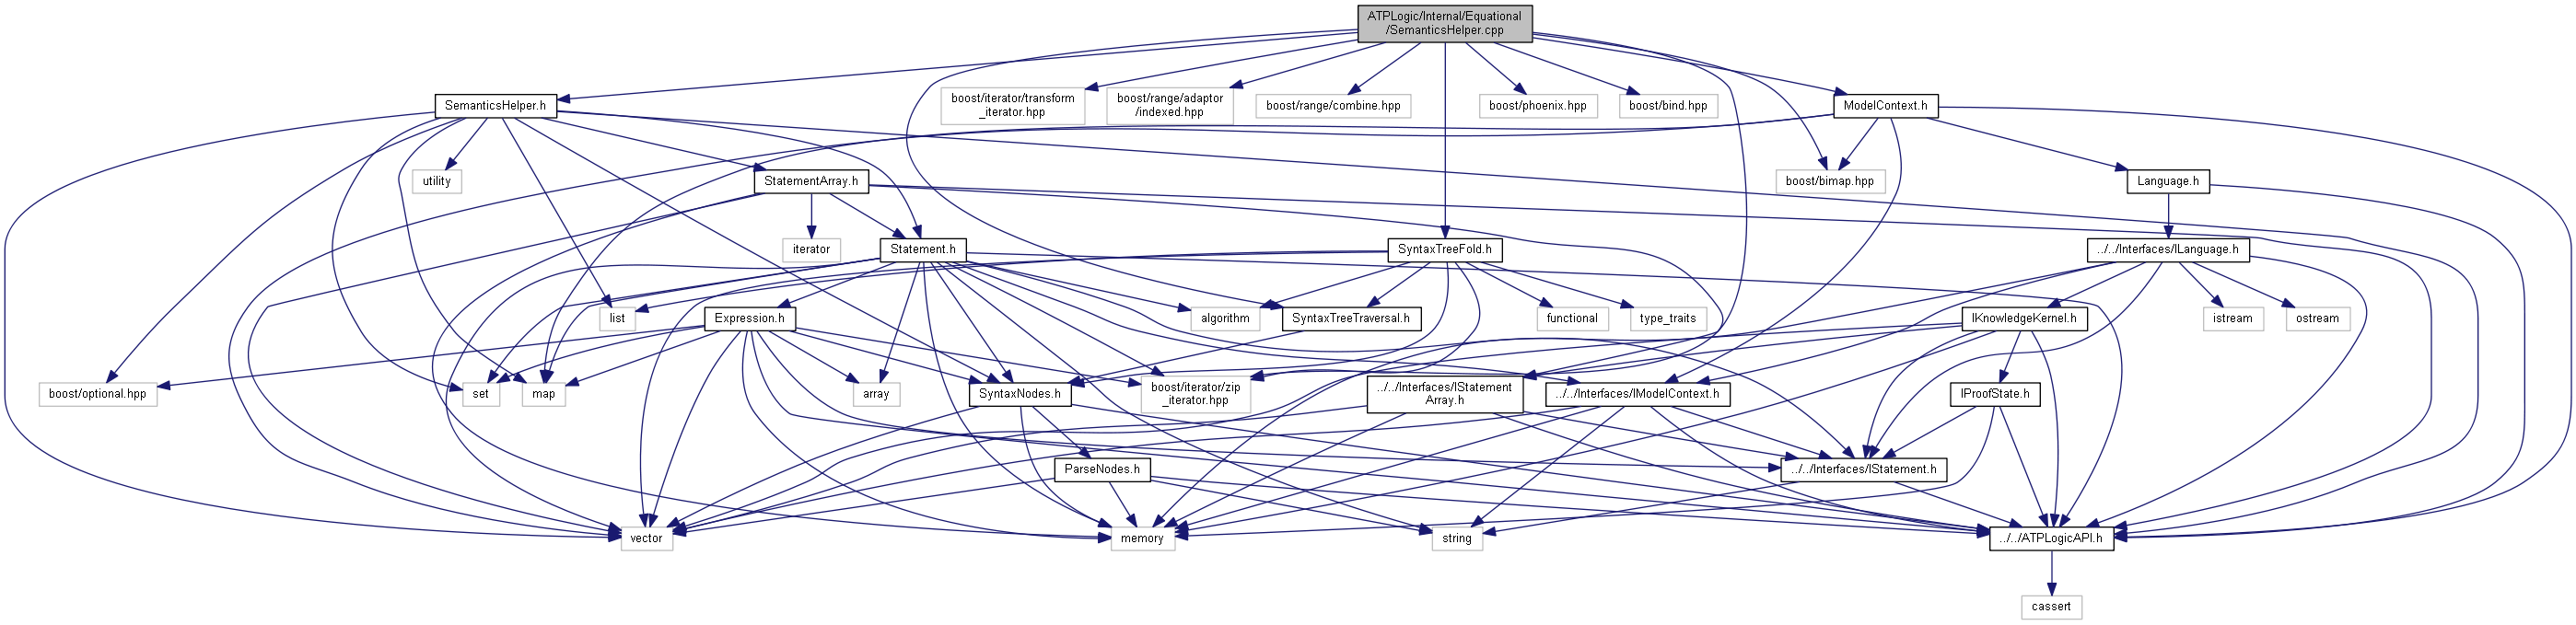 ATPLogic/Internal/Equational
/SemanticsHelper.cpp
SemanticsHelper.h
boost/iterator/transform
_iterator.hpp
boost/range/adaptor
/indexed.hpp
boost/range/combine.hpp
boost/phoenix.hpp
boost/bind.hpp
ModelContext.h
utility
StatementArray.h
boost/bimap.hpp
Language.h
iterator
Statement.h
SyntaxTreeFold.h
../../Interfaces/ILanguage.h
list
Expression.h
algorithm
SyntaxTreeTraversal.h
functional
type_traits
IKnowledgeKernel.h
istream
ostream
boost/optional.hpp
set
map
array
SyntaxNodes.h
boost/iterator/zip
_iterator.hpp
../../Interfaces/IStatement
Array.h
../../Interfaces/IModelContext.h
IProofState.h
ParseNodes.h
../../Interfaces/IStatement.h
vector
memory
string
../../ATPLogicAPI.h
cassert